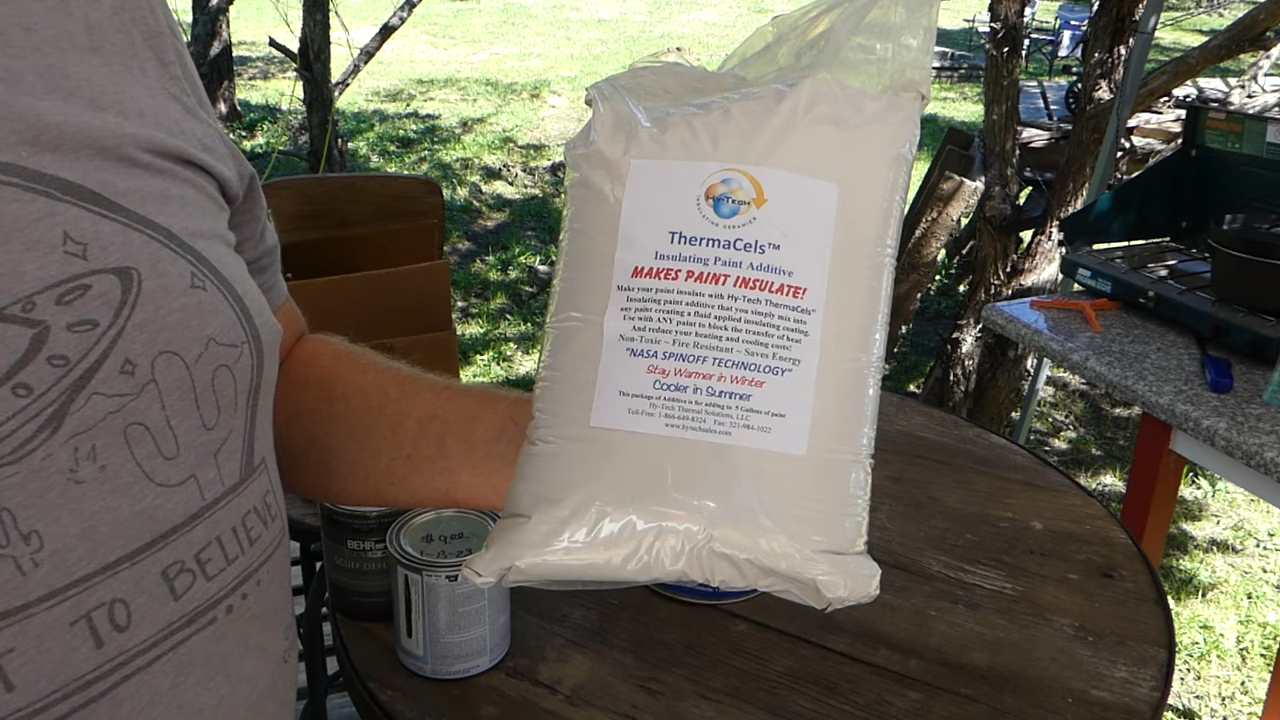 HY-TECH
INSULATING CERAMICS
ThermaCels™
Insulating Paint Additive
MAKES PAINT INSULATE!
Make your paint insulate with Hy-Tech ThermaCels™
Insulating paint additive that you simply mix into
any paint creating a fluid applied insulating coating.
Use with ANY paint to block the transfer of heat
And reduce your heating and cooling costs!
Non-Toxic ~ Fire Resistant ~ Saves Energy
"NASA SPINOFF TECHNOLOGY"
Stay Warmer in Winter
Cooler in Summer
This package of Additive is for adding to 5 Gallons of paint
Hy-Tech Thermal Solutions, LLC
Toll-Free: 1-866-649-8324 Fax: 321-984-1022
www.hytechsales.com
BEHR
SCUFF DEFE
1-13-23
T TO BELIEVE